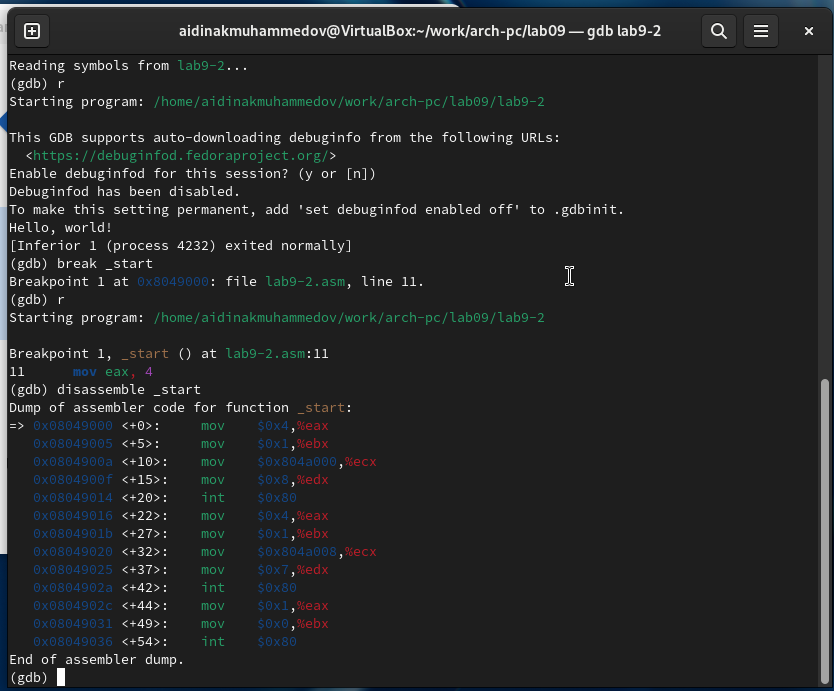 aidinakmuhammedov@VirtualBox:~/work/arch-pc/lab09 — gdb lab9-2
Reading symbols from lab9-2...
(gdb) r
Starting program: /home/aidinakmuhammedov/work/arch-pc/lab09/lab9-2
This GDB supports auto-downloading debuginfo from the following URLs:
  <https://debuginfod.fedoraproject.org/>
Enable debuginfod for this session? (y or [n])
Debuginfod has been disabled.
To make this setting permanent, add 'set debuginfod enabled off' to .gdbinit.
Hello, world!
[Inferior 1 (process 4232) exited normally]
(gdb) break _start
Breakpoint 1 at 0x8049000: file lab9-2.asm, line 11.
(gdb) r
Starting program: /home/aidinakmuhammedov/work/arch-pc/lab09/lab9-2
Breakpoint 1, _start () at lab9-2.asm:11
11      mov eax, 4
(gdb) disassemble _start
Dump of assembler code for function _start:
=> 0x08049000 <+0>:     mov    $0x4,%eax
   0x08049005 <+5>:     mov    $0x1,%ebx
   0x0804900a <+10>:    mov    $0x804a000,%ecx
   0x0804900f <+15>:    mov    $0x8,%edx
   0x08049014 <+20>:    int    $0x80
   0x08049016 <+22>:    mov    $0x4,%eax
   0x0804901b <+27>:    mov    $0x1,%ebx
   0x08049020 <+32>:    mov    $0x804a008,%ecx
   0x08049025 <+37>:    mov    $0x7,%edx
   0x0804902a <+42>:    int    $0x80
   0x0804902c <+44>:    mov    $0x1,%eax
   0x08049031 <+49>:    mov    $0x0,%ebx
   0x08049036 <+54>:    int    $0x80
End of assembler dump.
(gdb)